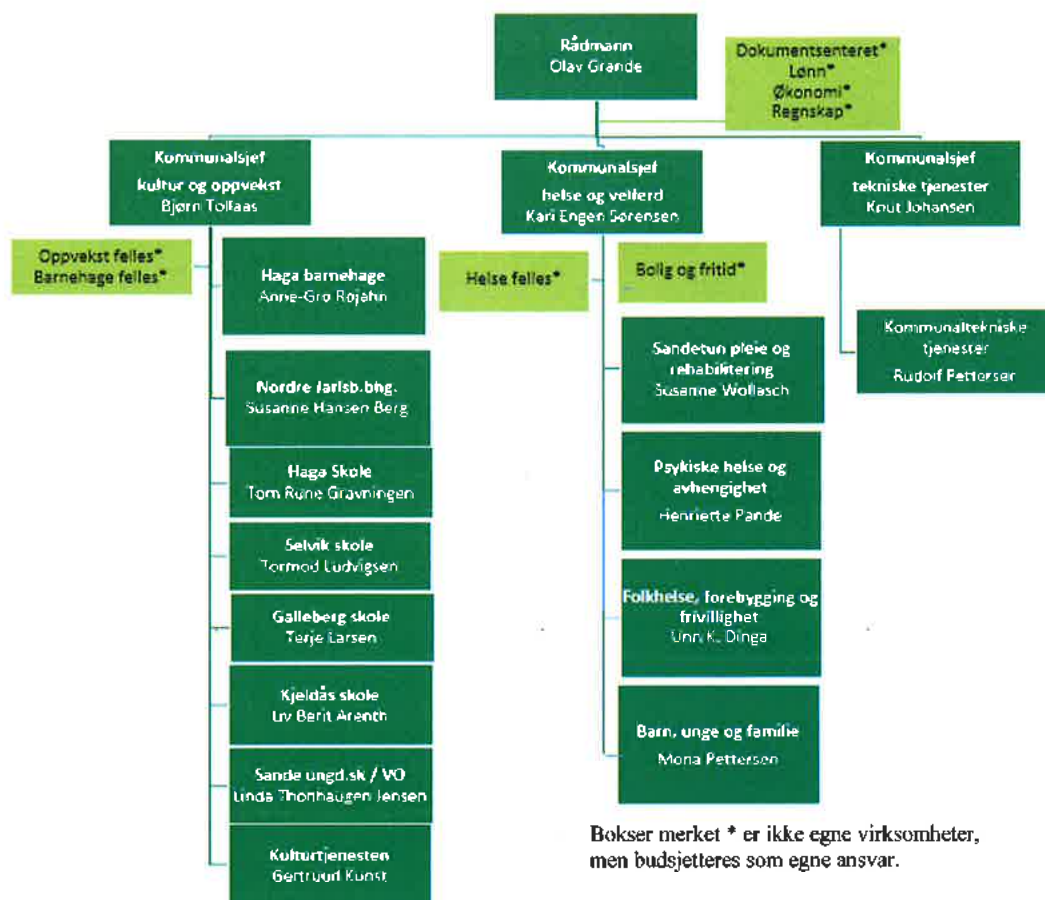 Rådmann
Olav Grande
Dokumentsenteret*
Lønn*
Økonomi*
Regnskap*
Kommunalsjef
kultur og oppvekst
Bjørn Tolfaas
Kommunalsjef
helse og velferd
Kari Engen Sørensen
Kommunalsjef
tekniske tjenester
Knut Johansen
Oppvekst felles*
Barnehage felles*
Haga barnehage
Anne-Gro Røjahn
Nordre Jarlsb.bhg.
Susanne Hansen Berg
Haga Skole
Tom Rune Gravningen
Selvik skole
Tormod Ludvigsen
Galleberg skole
Terje Larsen
Kjeldås skole
Liv Berit Arenth
Sande ungd.sk / VO
Linda Thorihaugen Jensen
Kulturtjenesten
Gertruud Kunst
Helse felles*
Bolig og fritid*
Sandetun pleie og
rehabilitering
Susanne Wollasch
Psykiske helse og
avhengighet
Henriette Pande
Folkhelse, forebygging og
frivillighet
Unn K. Dinga
Barn, unge og familie
Mona Pettersen
Kommunaltekniske
tjenester
Rudolf Pettersen
Bokser merket * er ikke egne virksomheter,
men budsjetteres som egne ansvar.